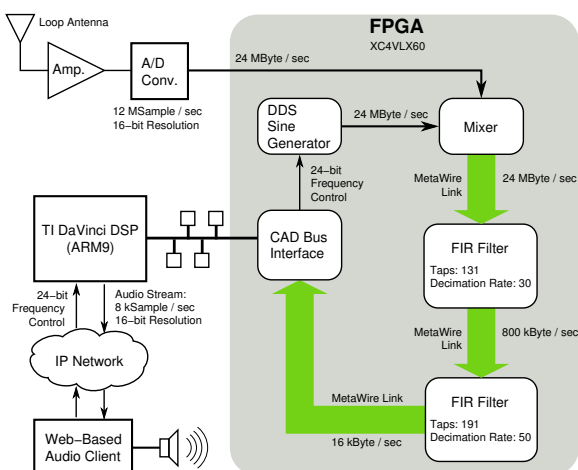 Loop Antenna
Amp.
A/D
Conv.
12 MSample / sec
16−bit Resolution
24 MByte / sec
FPGA
XC4VLX60
DDS
Sine
Generator
24 MByte / sec
Mixer
24−bit
Frequency
Control
MetaWire
Link
24 MByte / sec
TI DaVinci DSP
(ARM9)
CAD Bus
Interface
FIR Filter
Taps: 131
Decimation Rate: 30
24−bit
Frequency
Control
Audio Stream:
8 kSample / sec
16−bit Resolution
MetaWire
Link
800 kByte / sec
IP Network
MetaWire Link
16 kByte / sec
FIR Filter
Taps: 191
Decimation Rate: 50
Web−Based
Audio Client